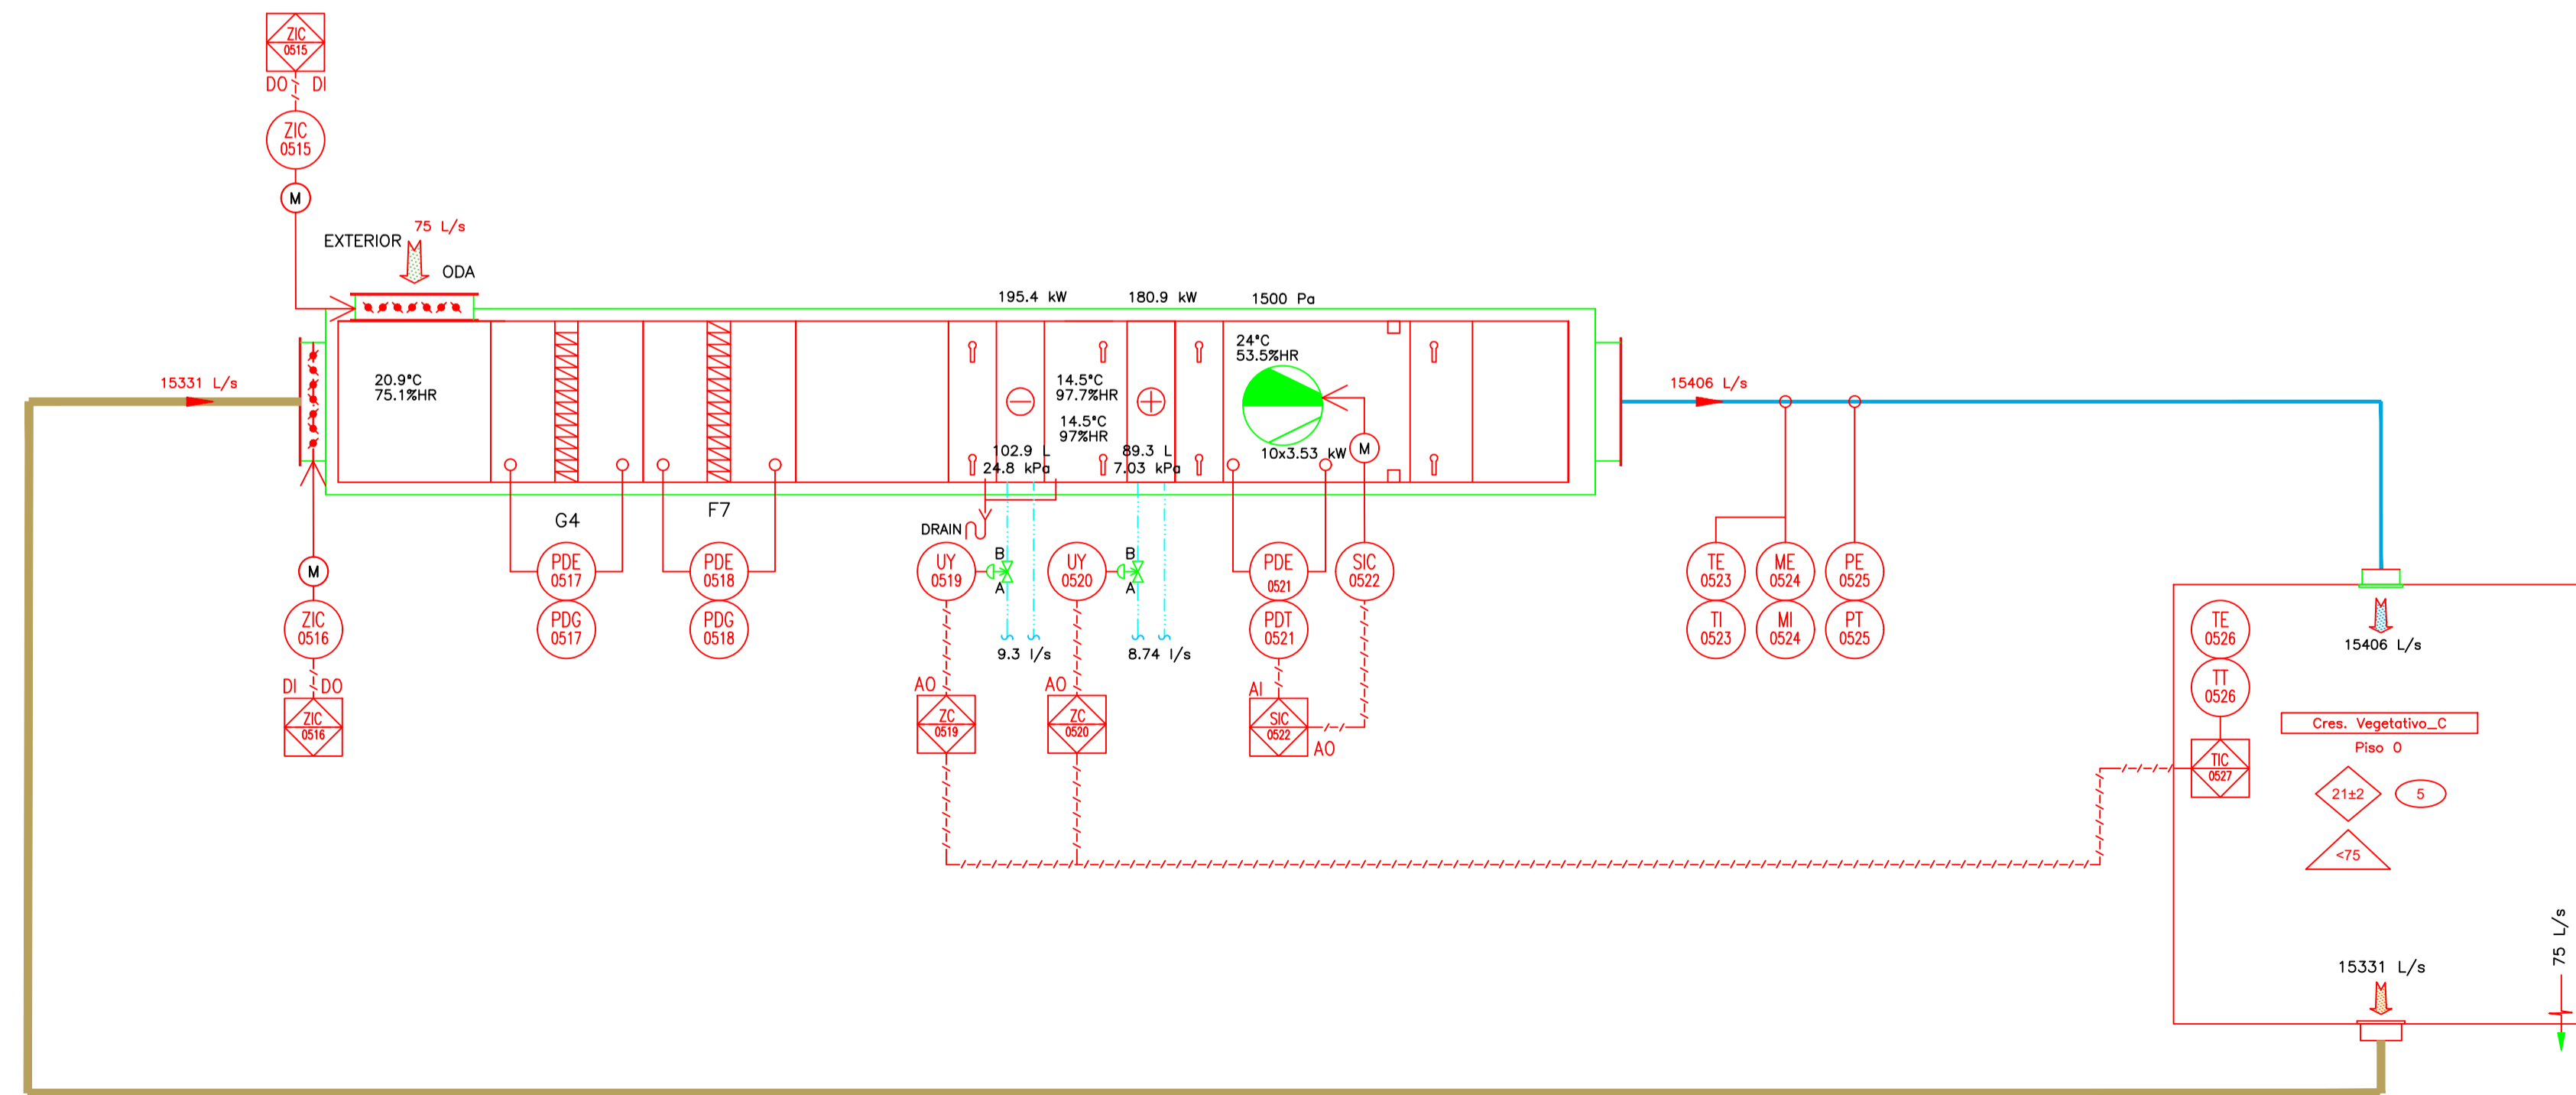 ZIC
0515
DO DI
ZIC
0515
M
EXTERIOR
75 L/s
ODA
195.4 kW
180.9 kW
1500 Pa
15331 L/s
20.9°C
75.1%HR
14.5°C
97.7%HR
14.5°C
97%HR
24°C
53.5%HR
102.9 L
24.8 kPa
89.3 L
7.03 kPa
10x3.53 kW
M
15406 L/s
G4
F7
DRAIN
M
ZIC
0516
DI DO
ZIC
0516
PDE
0517
PDG
0517
PDE
0518
PDG
0518
UY
0519
B
A
9.3 l/s
AO
ZC
0519
UY
0520
B
A
8.74 l/s
AO
ZC
0520
PDE
0521
PDT
0521
AI
SIC
0522
AO
SIC
0522
TE
0523
TI
0523
ME
0524
MI
0524
PE
0525
PT
0525
TE
0526
TT
0526
TIC
0527
15406 L/s
Cres. Vegetativo_C
Piso 0
21±2
5
<75
15331 L/s
75 L/s